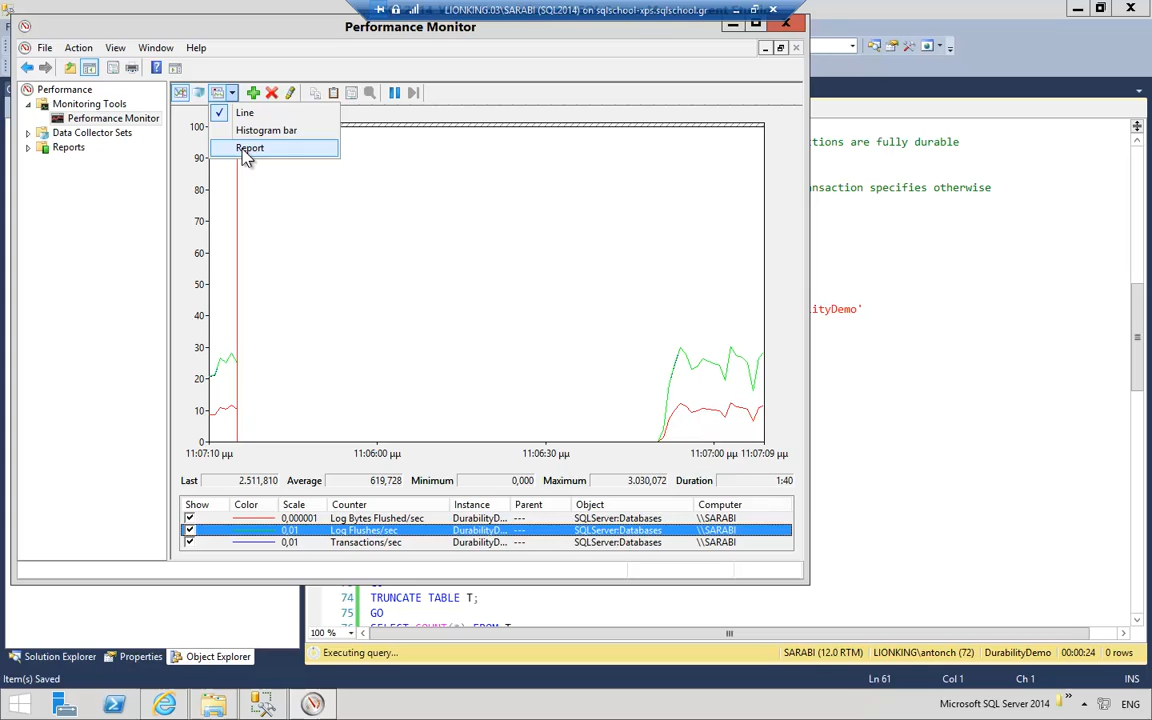 LIONKING.03\SARABI (SQL2014) on sqlschool-xps.sqlschool.gr
Performance Monitor
File Action View Window Help
Performance
Monitoring Tools
Performance Monitor
Data Collector Sets
Reports
Line
Histogram bar
Report
100
90
80
70
60
50
40
30
20
10
0
11:07:10 μμ 11:06:00 μμ 11:06:30 μμ 11:07:00 μμ 11:07:09 μμ
Last 2.511,810 Average 619,728 Minimum 0,000 Maximum 3.030,072 Duration 1:40
Show Color Scale Counter Instance Parent Object Computer
0,000001 Log Bytes Flushed/sec DurabilityD... --- SQLServer:Databases \\SARABI
0,01 Log Flushes/sec DurabilityD... --- SQLServer:Databases \\SARABI
0,01 Transactions/sec DurabilityD... --- SQLServer:Databases \\SARABI
ctions are fully durable
nsaction specifies otherwise
ityDemo'
74 TRUNCATE TABLE T;
75 GO
SELECT COUNT(*) FROM T
100 %
Executing query... SARABI (12.0 RTM) LIONKING\antonch (72) DurabilityDemo 00:00:24 0 rows
Solution Explorer Properties Object Explorer
Item(s) Saved Ln 61 Col 1 Ch 1 INS
Microsoft SQL Server 2014 ENG